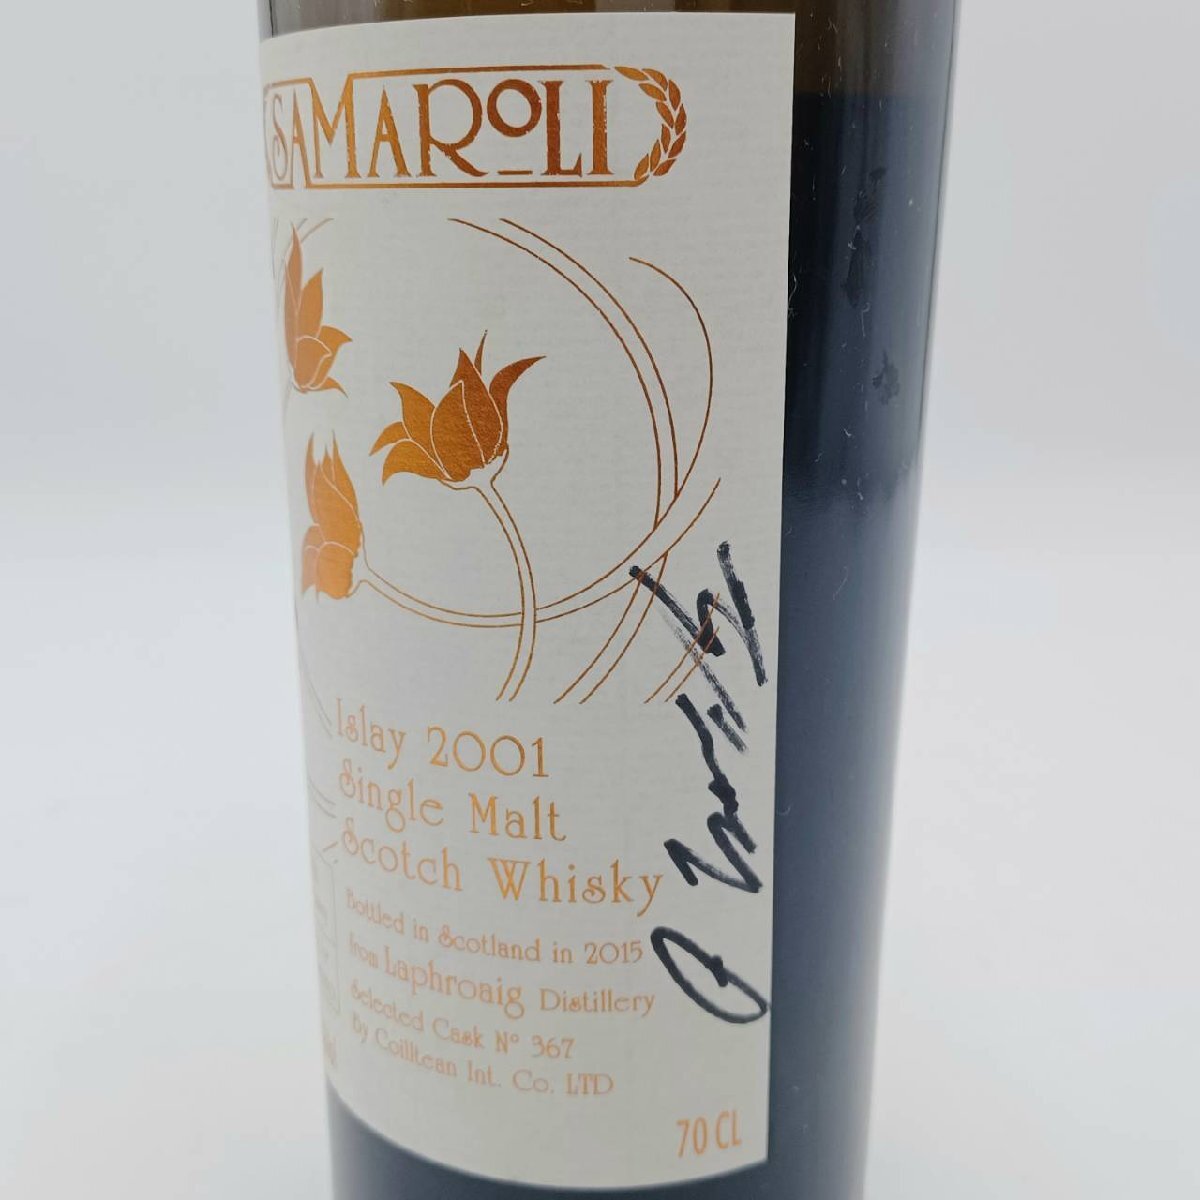 SAMAROLI
Islay 2001
Single Malt
Scotch Whisky
Bottled in Scotland in 2015
from Laphroaig Distillery
Selected Cask N° 367
By Coilltean Int. Co. LTD
70 CL